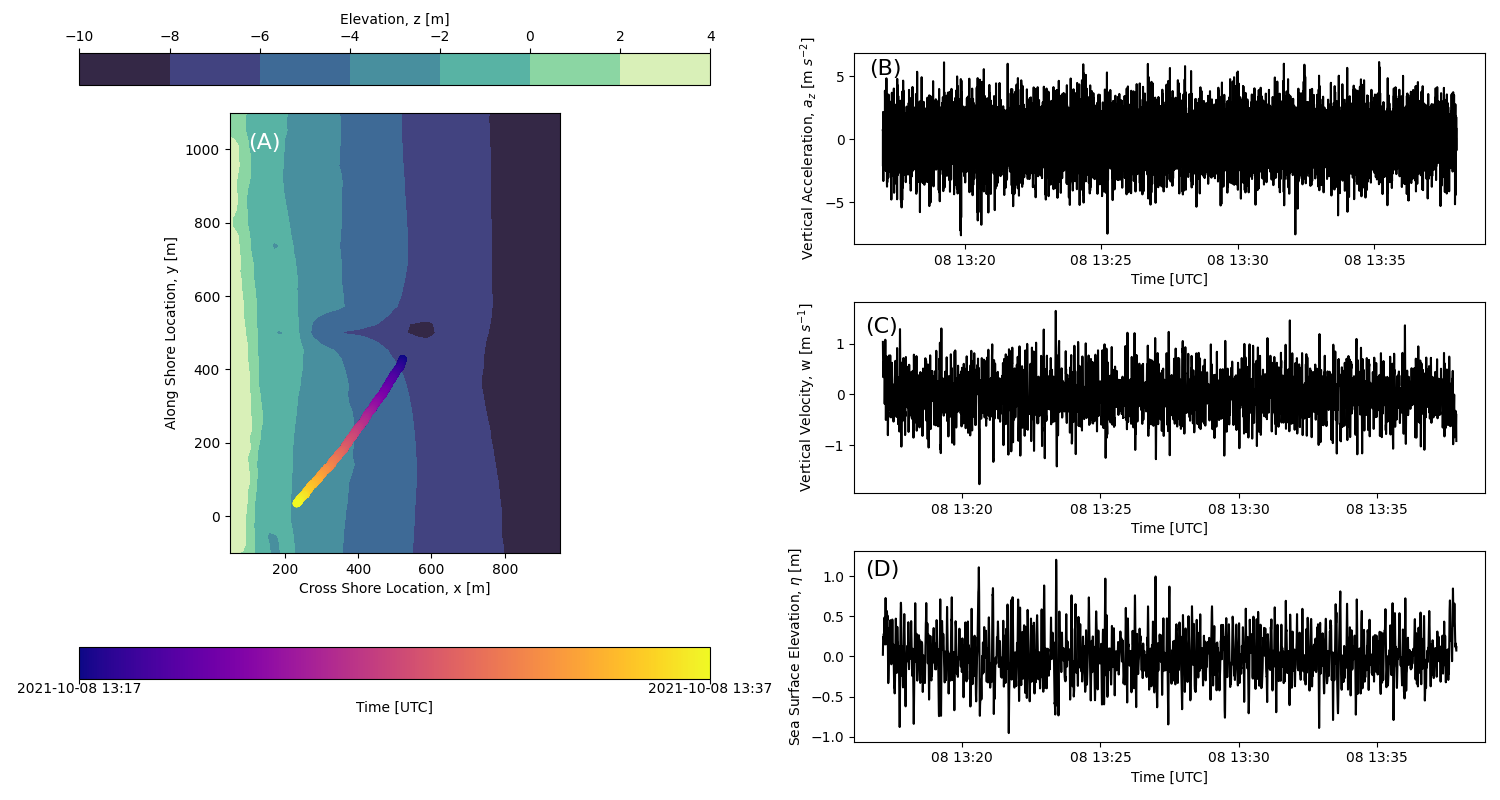 Elevation, z [m]
−10 −8 −6 −4 −2 0 2 4
(A)
1000
800
600
400
200
0
Along Shore Location, y [m]
200 400 600 800
Cross Shore Location, x [m]
2021-10-08 13:17 2021-10-08 13:37
Time [UTC]
(B)
5
0
−5
Vertical Acceleration, a_z [m s⁻²]
08 13:20 08 13:25 08 13:30 08 13:35
Time [UTC]
(C)
1
0
−1
Vertical Velocity, w [m s⁻¹]
08 13:20 08 13:25 08 13:30 08 13:35
Time [UTC]
(D)
1.0
0.5
0.0
−0.5
−1.0
Sea Surface Elevation, η [m]
08 13:20 08 13:25 08 13:30 08 13:35
Time [UTC]